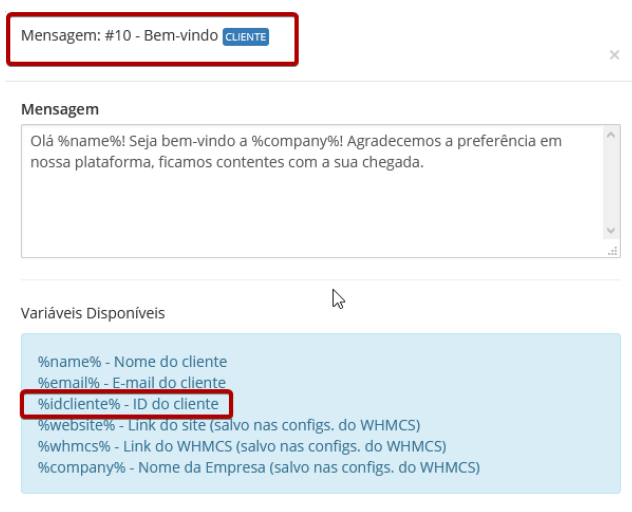 Mensagem: #10 - Bem-vindo CLIENTE
×
Mensagem
Olá %name%! Seja bem-vindo a %company%! Agradecemos a preferência em
nossa plataforma, ficamos contentes com a sua chegada.
Variáveis Disponíveis
%name% - Nome do cliente
%email% - E-mail do cliente
%idcliente% - ID do cliente
%website% - Link do site (salvo nas configs. do WHMCS)
%whmcs% - Link do WHMCS (salvo nas configs. do WHMCS)
%company% - Nome da Empresa (salvo nas configs. do WHMCS)